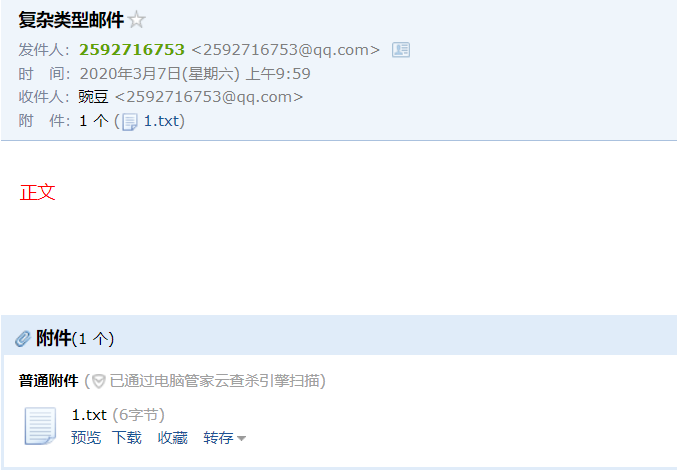 复杂类型邮件
发件人：2592716753 <2592716753@qq.com>
时　间：2020年3月7日(星期六) 上午9:59
收件人：豌豆 <2592716753@qq.com>
附　件：1 个 (1.txt)
正文
附件(1 个)
普通附件 (已通过电脑管家云查杀引擎扫描)
1.txt (6字节)
预览 下载 收藏 转存